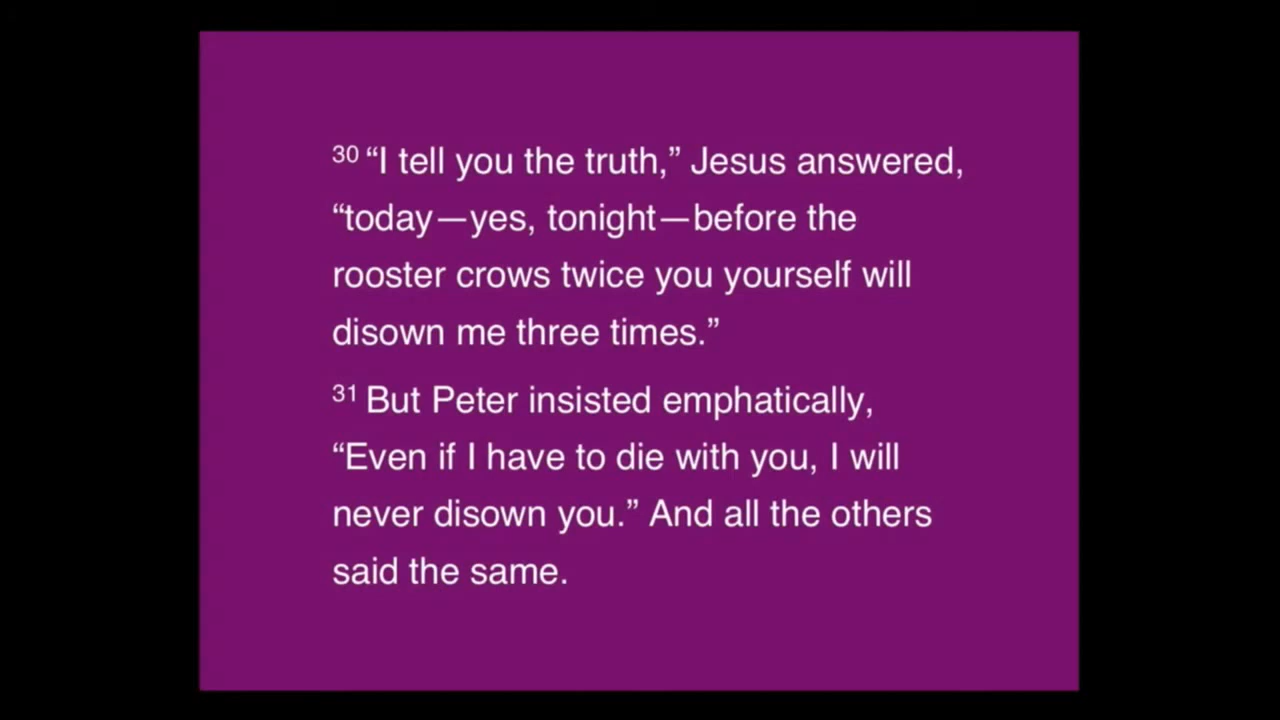 30 “I tell you the truth,” Jesus answered,
“today—yes, tonight—before the
rooster crows twice you yourself will
disown me three times.”
31 But Peter insisted emphatically,
“Even if I have to die with you, I will
never disown you.” And all the others
said the same.